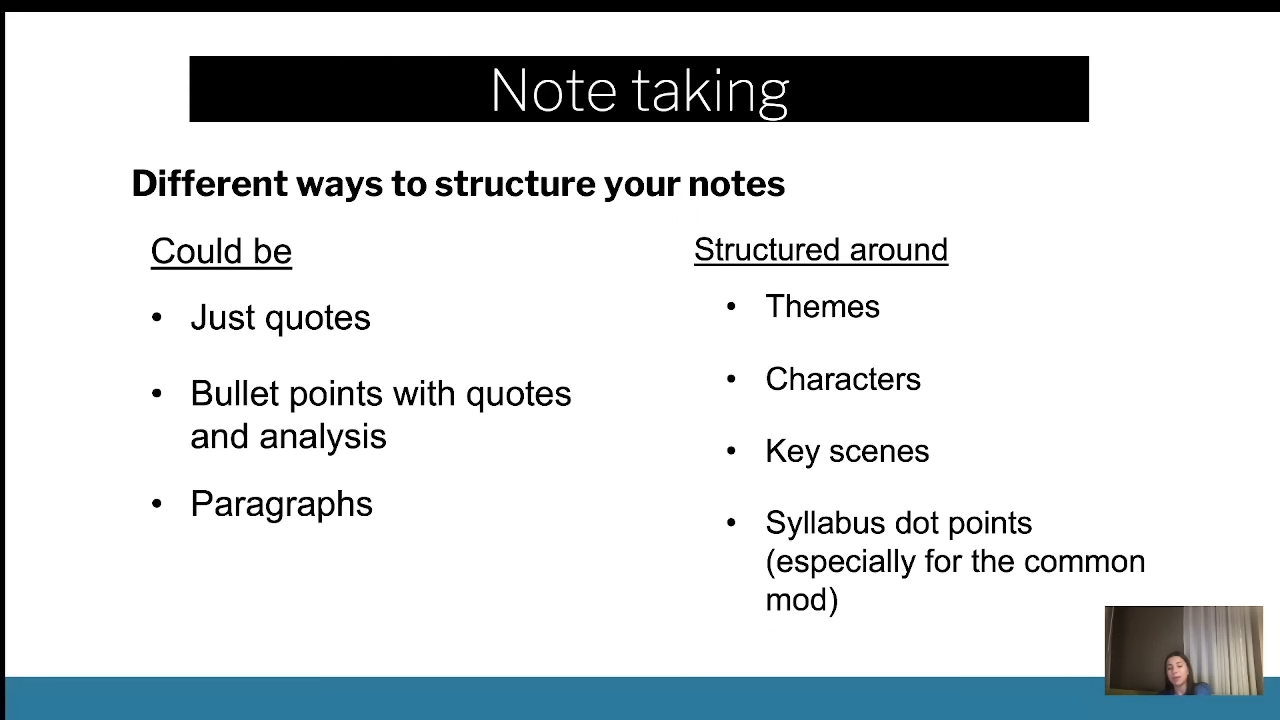 Note taking
Different ways to structure your notes
Could be
• Just quotes
• Bullet points with quotes
and analysis
• Paragraphs
Structured around
• Themes
• Characters
• Key scenes
• Syllabus dot points
(especially for the common
mod)